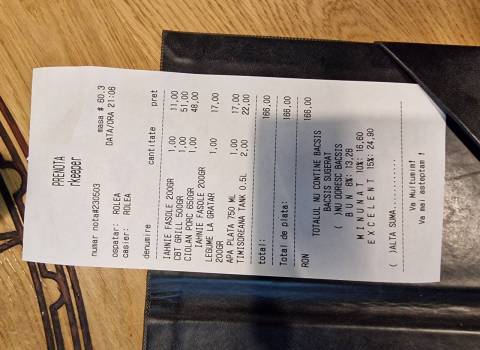 PRENOTA
rkeeper
numar nota#230503 masa # 60.3
DATA/ORA 21:06
ospatar: ROLEA
casier: ROLEA
denumire cantitate pret
IAHNIE FASOLE 200GR 1,00 11,00
CBT GRILL 500GR 1,00 51,00
CIOLAN PORC 650GR 1,00 48,00
IAHNIE FASOLE 200GR
LEGUME LA GRATAR 1,00 17,00
200GR
APA PLATA 750 ML 1,00 17,00
TIMISOREANA TANK 0.5L 2,00 22,00
total: 166,00
Total de plata: 166,00
RON 166,00
TOTALUL NU CONTINE BACSIS
BACSIS SUGERAT
( )NU DORESC BACSIS
B U N 8%: 13,28
M I N U N A T 10%: 16,60
E X C E L E N T 15%: 24,90
( )ALTA SUMA..............
Va Multumim!
Va mai asteptam !